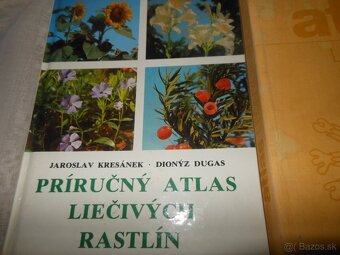 JAROSLAV KRESÁNEK · DIONÝZ DUGAS
PRÍRUČNÝ ATLAS
LIEČIVÝCH
RASTLÍN
Bazos.sk